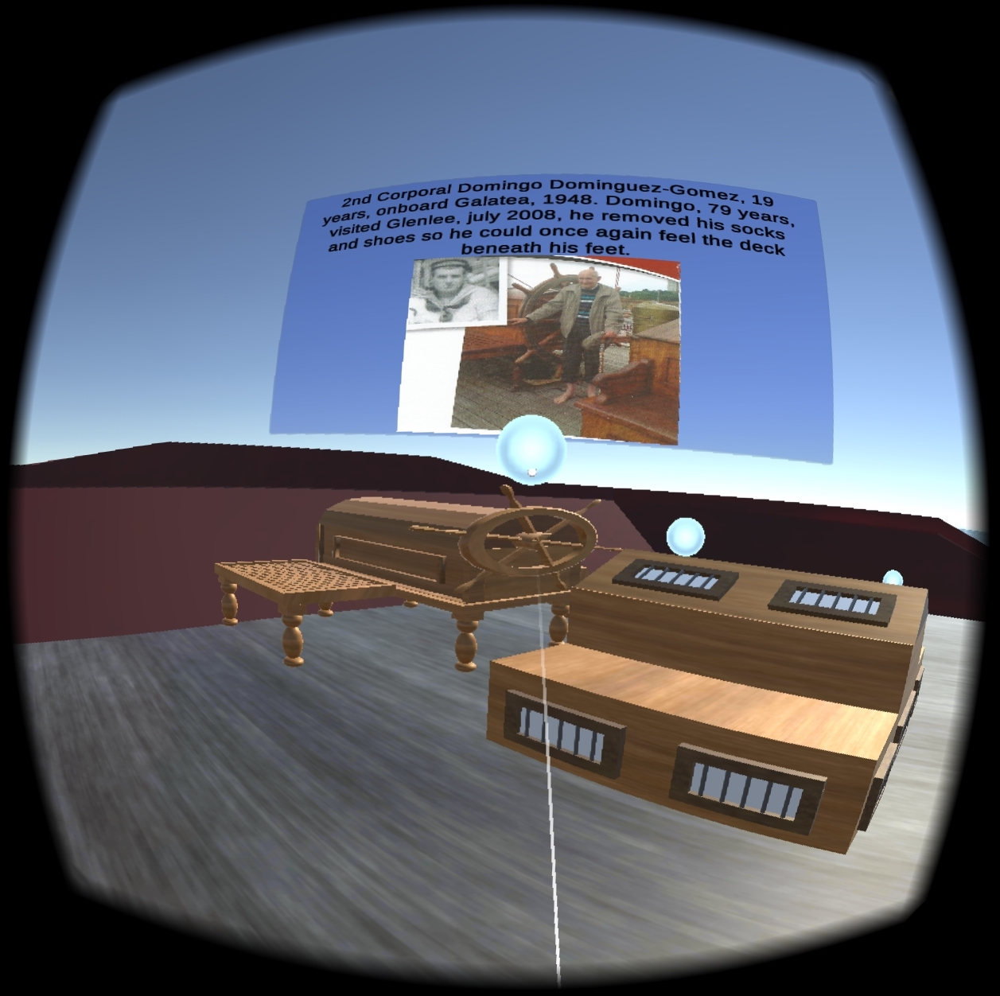 2nd Corporal Domingo Dominguez-Gomez, 19
years, onboard Galatea, 1948. Domingo, 79 years,
visited Glenlee, july 2008, he removed his socks
and shoes so he could once again feel the deck
beneath his feet.